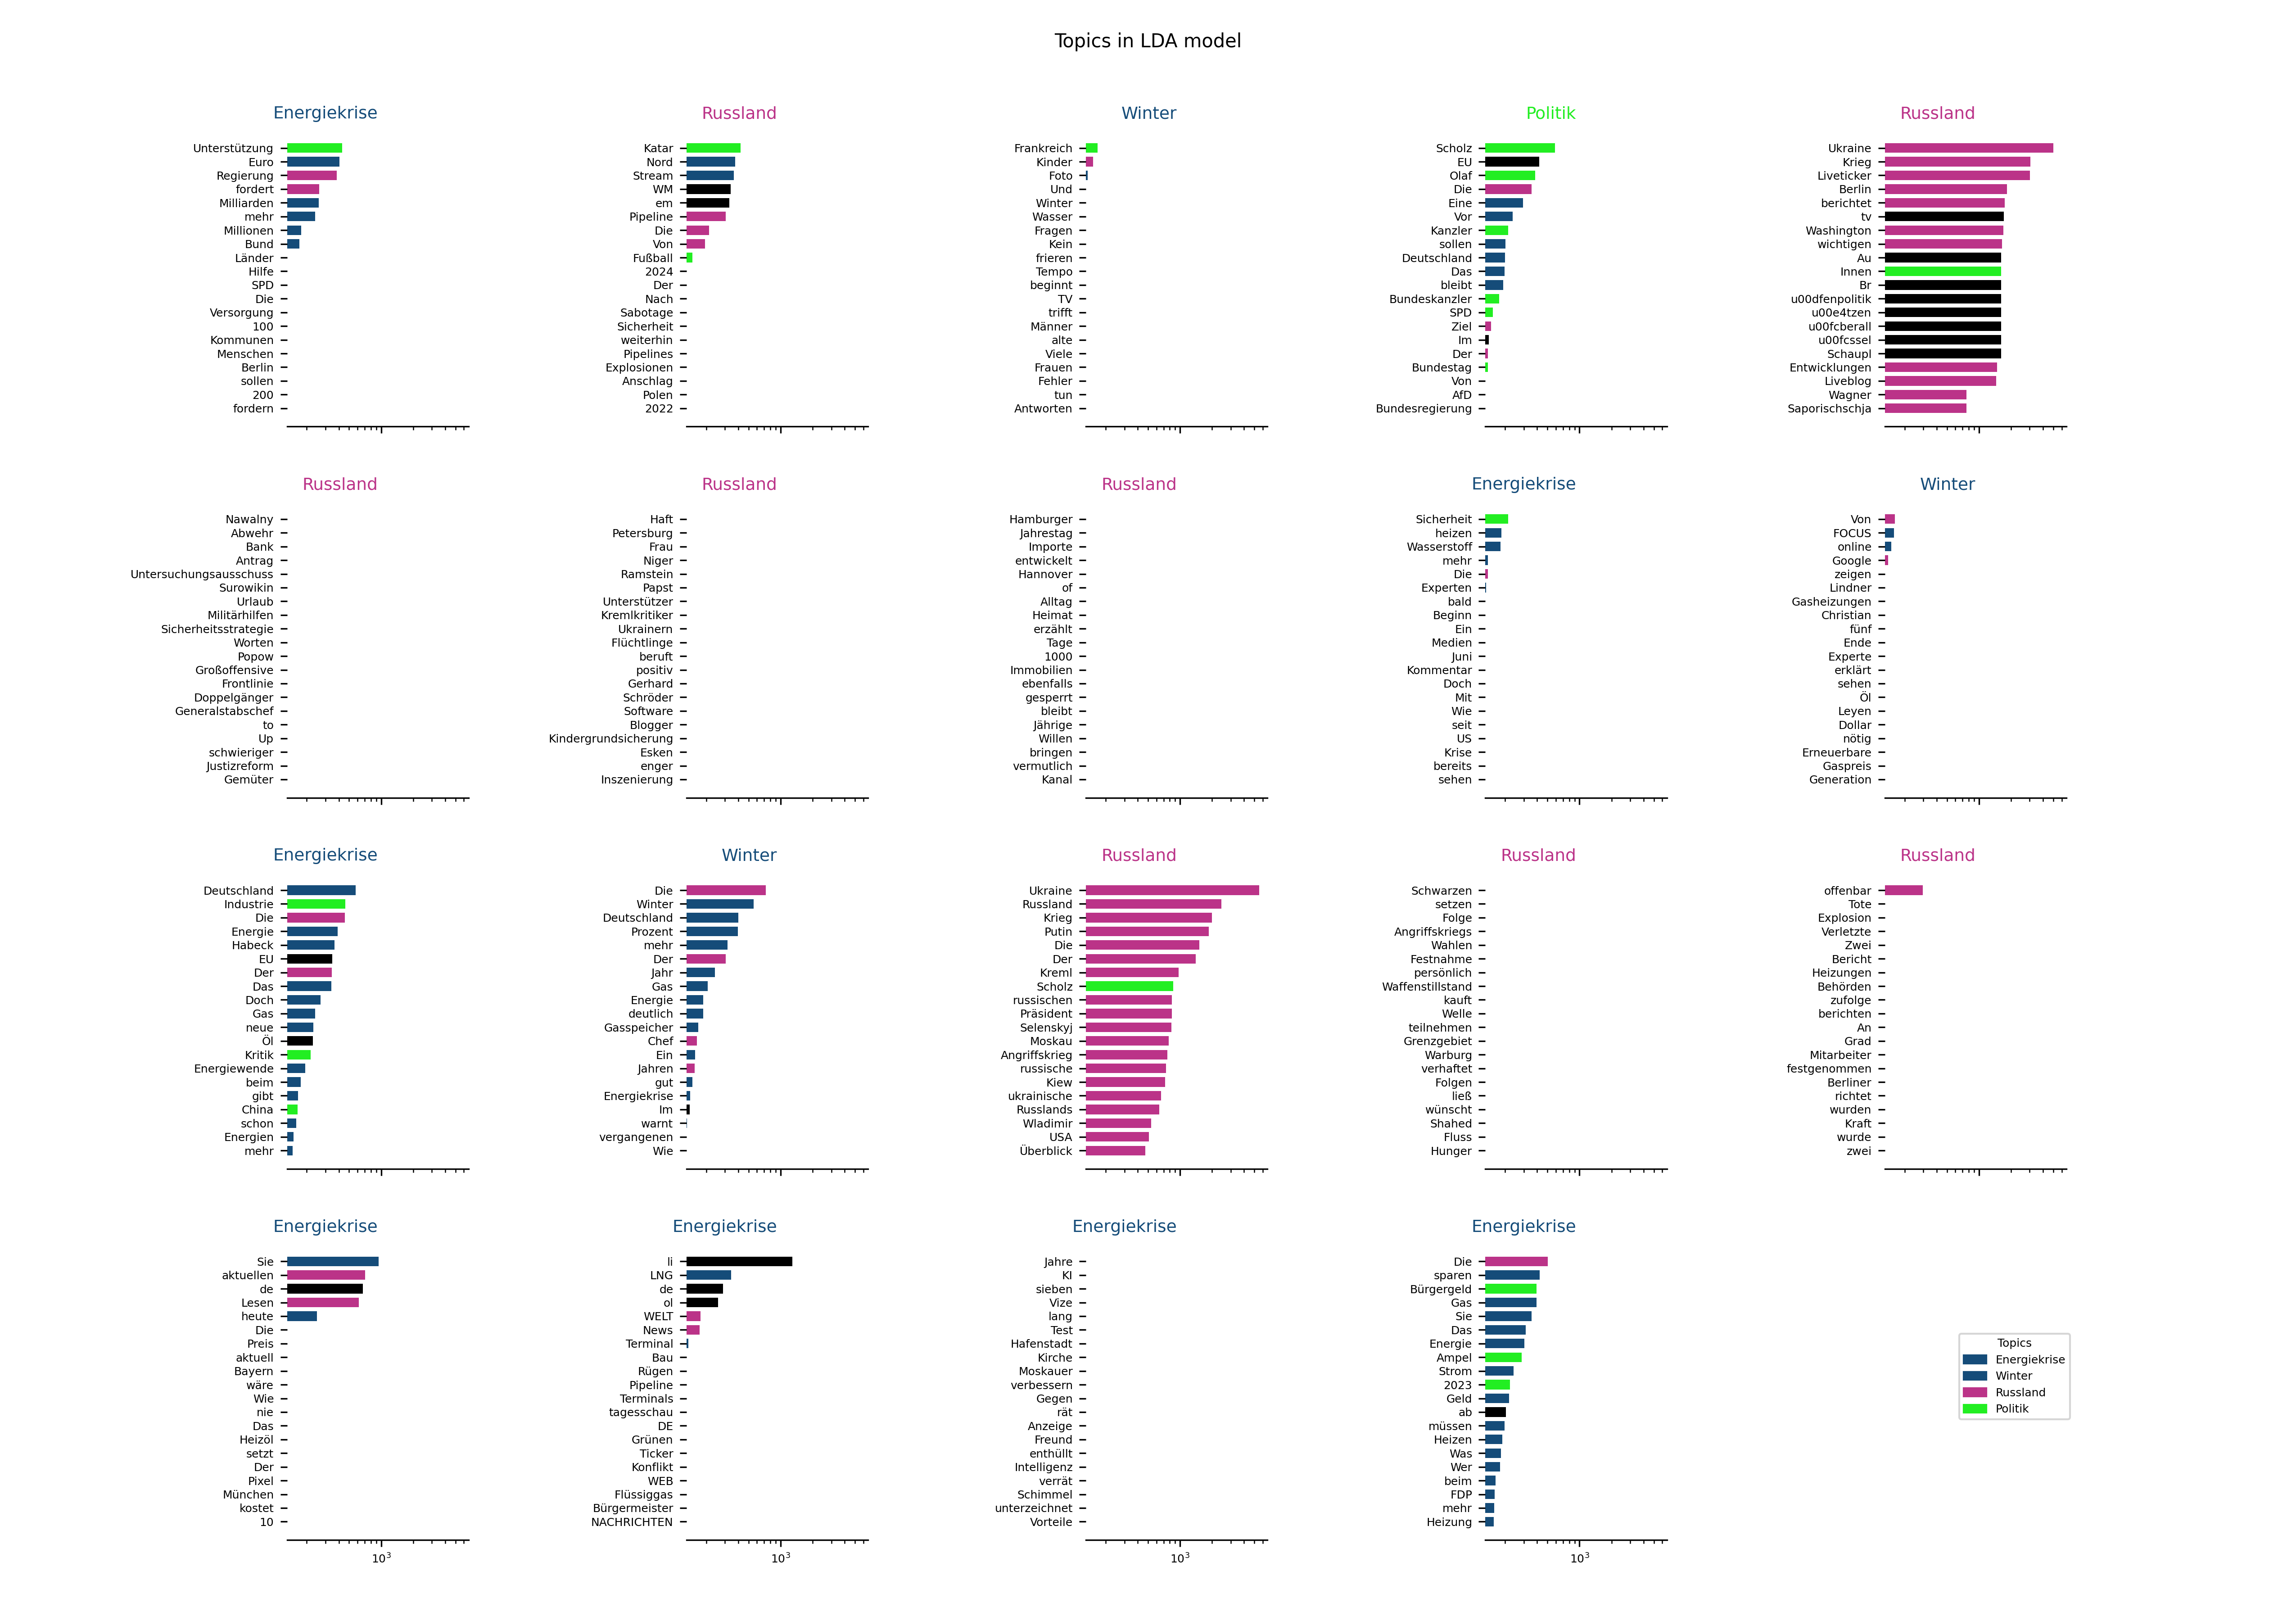 Topics in LDA model
Energiekrise
Unterstützung
Euro
Regierung
fordert
Milliarden
mehr
Millionen
Bund
Länder
Hilfe
SPD
Die
Versorgung
100
Kommunen
Menschen
Berlin
sollen
200
fordern
Russland
Katar
Nord
Stream
WM
em
Pipeline
Die
Von
Fußball
2024
Der
Nach
Sabotage
Sicherheit
weiterhin
Pipelines
Explosionen
Anschlag
Polen
2022
Winter
Frankreich
Kinder
Foto
Und
Winter
Wasser
Fragen
Kein
frieren
Tempo
beginnt
TV
trifft
Männer
alte
Viele
Frauen
Fehler
tun
Antworten
Politik
Scholz
EU
Olaf
Die
Eine
Vor
Kanzler
sollen
Deutschland
Das
bleibt
Bundeskanzler
SPD
Ziel
Im
Der
Bundestag
Von
AfD
Bundesregierung
Russland
Ukraine
Krieg
Liveticker
Berlin
berichtet
tv
Washington
wichtigen
Au
Innen
Br
u00dfenpolitik
u00e4tzen
u00fcberall
u00fcssel
Schaupl
Entwicklungen
Liveblog
Wagner
Saporischschja
Russland
Nawalny
Abwehr
Bank
Antrag
Untersuchungsausschuss
Surowikin
Urlaub
Militärhilfen
Sicherheitsstrategie
Worten
Popow
Großoffensive
Frontlinie
Doppelgänger
Generalstabschef
to
Up
schwieriger
Justizreform
Gemüter
Russland
Haft
Petersburg
Frau
Niger
Ramstein
Papst
Unterstützer
Kremlkritiker
Ukrainern
Flüchtlinge
beruft
positiv
Gerhard
Schröder
Software
Blogger
Kindergrundsicherung
Esken
enger
Inszenierung
Russland
Hamburger
Jahrestag
Importe
entwickelt
Hannover
of
Alltag
Heimat
erzählt
Tage
1000
Immobilien
ebenfalls
gesperrt
bleibt
Jährige
Willen
bringen
vermutlich
Kanal
Energiekrise
Sicherheit
heizen
Wasserstoff
mehr
Die
Experten
bald
Beginn
Ein
Medien
Juni
Kommentar
Doch
Mit
Wie
seit
US
Krise
bereits
sehen
Winter
Von
FOCUS
online
Google
zeigen
Lindner
Gasheizungen
Christian
fünf
Ende
Experte
erklärt
sehen
Öl
Leyen
Dollar
nötig
Erneuerbare
Gaspreis
Generation
Energiekrise
Deutschland
Industrie
Die
Energie
Habeck
EU
Der
Das
Doch
Gas
neue
Öl
Kritik
Energiewende
beim
gibt
China
schon
Energien
mehr
Winter
Die
Winter
Deutschland
Prozent
mehr
Der
Jahr
Gas
Energie
deutlich
Gasspeicher
Chef
Ein
Jahren
gut
Energiekrise
Im
warnt
vergangenen
Wie
Russland
Ukraine
Russland
Krieg
Putin
Die
Der
Kreml
Scholz
russischen
Präsident
Selenskyj
Moskau
Angriffskrieg
russische
Kiew
ukrainische
Russlands
Wladimir
USA
Überblick
Russland
Schwarzen
setzen
Folge
Angriffskriegs
Wahlen
Festnahme
persönlich
Waffenstillstand
kauft
Welle
teilnehmen
Grenzgebiet
Warburg
verhaftet
Folgen
ließ
wünscht
Shahed
Fluss
Hunger
Russland
offenbar
Tote
Explosion
Verletzte
Zwei
Bericht
Heizungen
Behörden
zufolge
berichten
An
Grad
Mitarbeiter
festgenommen
Berliner
richtet
wurden
Kraft
wurde
zwei
Energiekrise
Sie
aktuellen
de
Lesen
heute
Die
Preis
aktuell
Bayern
wäre
Wie
nie
Das
Heizöl
setzt
Der
Pixel
München
kostet
10
10³
Energiekrise
li
LNG
de
ol
WELT
News
Terminal
Bau
Rügen
Pipeline
Terminals
tagesschau
DE
Grünen
Ticker
Konflikt
WEB
Flüssiggas
Bürgermeister
NACHRICHTEN
10³
Energiekrise
Jahre
KI
sieben
Vize
lang
Test
Hafenstadt
Kirche
Moskauer
verbessern
Gegen
rät
Anzeige
Freund
enthüllt
Intelligenz
verrät
Schimmel
unterzeichnet
Vorteile
10³
Energiekrise
Die
sparen
Bürgergeld
Gas
Sie
Das
Energie
Ampel
Strom
2023
Geld
ab
müssen
Heizen
Was
Wer
beim
FDP
mehr
Heizung
10³
Topics
Energiekrise
Winter
Russland
Politik